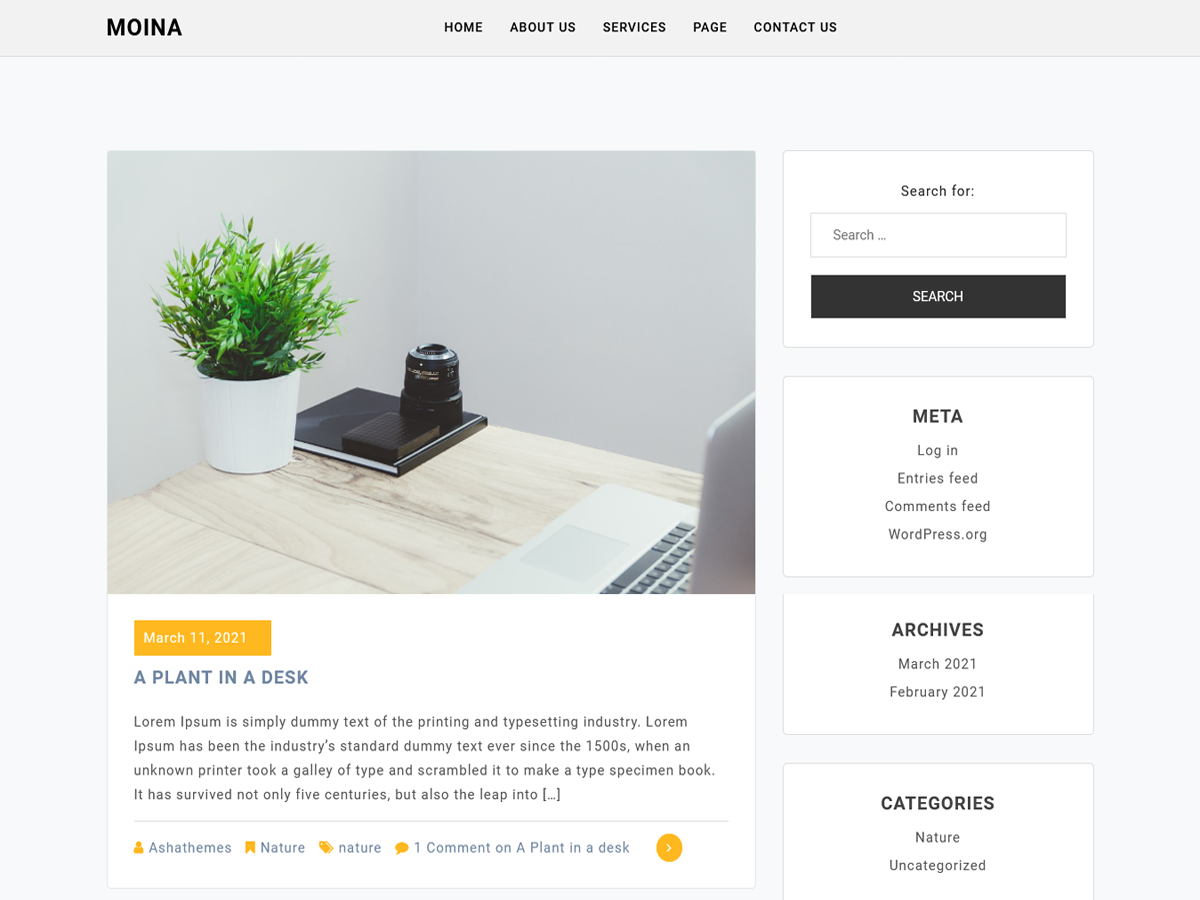 MOINA
HOME ABOUT US SERVICES PAGE CONTACT US
March 11, 2021
A PLANT IN A DESK
Lorem Ipsum is simply dummy text of the printing and typesetting industry. Lorem
Ipsum has been the industry’s standard dummy text ever since the 1500s, when an
unknown printer took a galley of type and scrambled it to make a type specimen book.
It has survived not only five centuries, but also the leap into […]
Ashathemes Nature nature 1 Comment on A Plant in a desk
Search for:
Search …
SEARCH
META
Log in
Entries feed
Comments feed
WordPress.org
ARCHIVES
March 2021
February 2021
CATEGORIES
Nature
Uncategorized